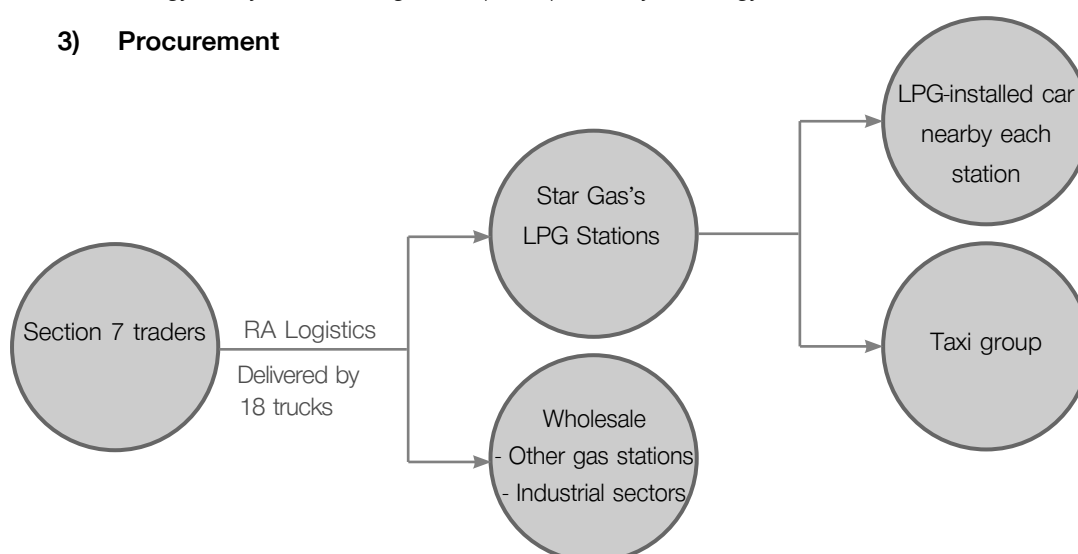 3) Procurement
LPG-installed car
nearby each
station
Star Gas's
LPG Stations
Section 7 traders
RA Logistics
Delivered by
18 trucks
Taxi group
Wholesale
- Other gas stations
- Industrial sectors